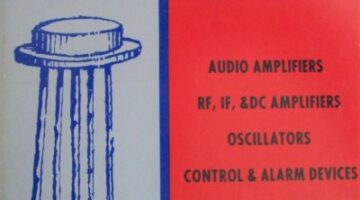 AUDIO AMPLIFIERS
RF, IF, &DC AMPLIFIERS
OSCILLATORS
CONTROL & ALARM DEVICES